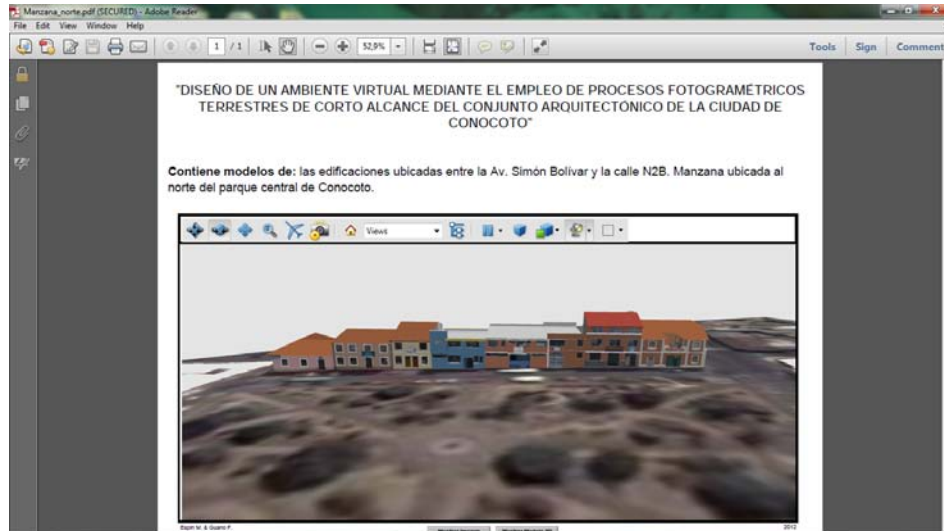 Manzana_norte.pdf (SECURED) - Adobe Reader
File Edit View Window Help
1 / 1 52,9% Tools Sign Comment
"DISEÑO DE UN AMBIENTE VIRTUAL MEDIANTE EL EMPLEO DE PROCESOS FOTOGRAMÉTRICOS
TERRESTRES DE CORTO ALCANCE DEL CONJUNTO ARQUITECTÓNICO DE LA CIUDAD DE
CONOCOTO"
Contiene modelos de: las edificaciones ubicadas entre la Av. Simón Bolívar y la calle N2B. Manzana ubicada al
norte del parque central de Conocoto.
Views
Espín M. & Guano F. 2012